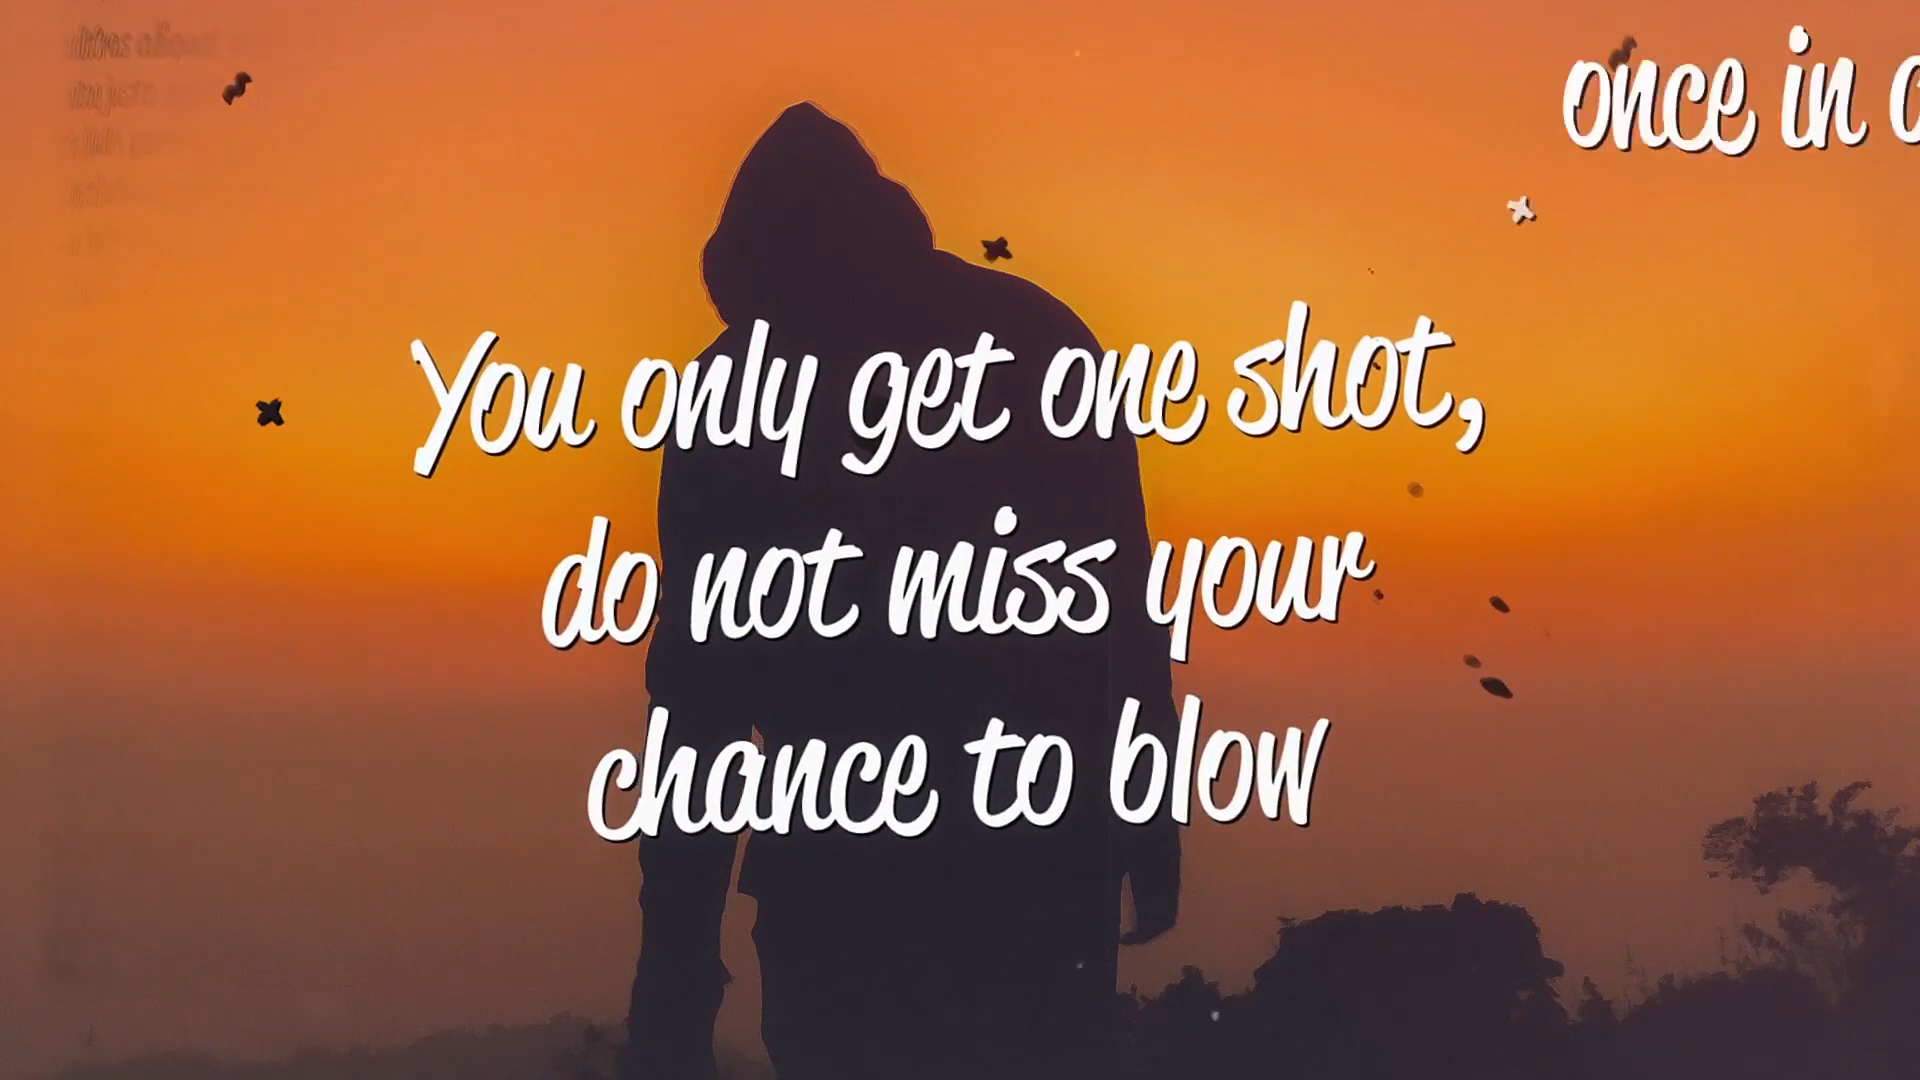 once in
You only get one shot,
do not miss your
chance to blow